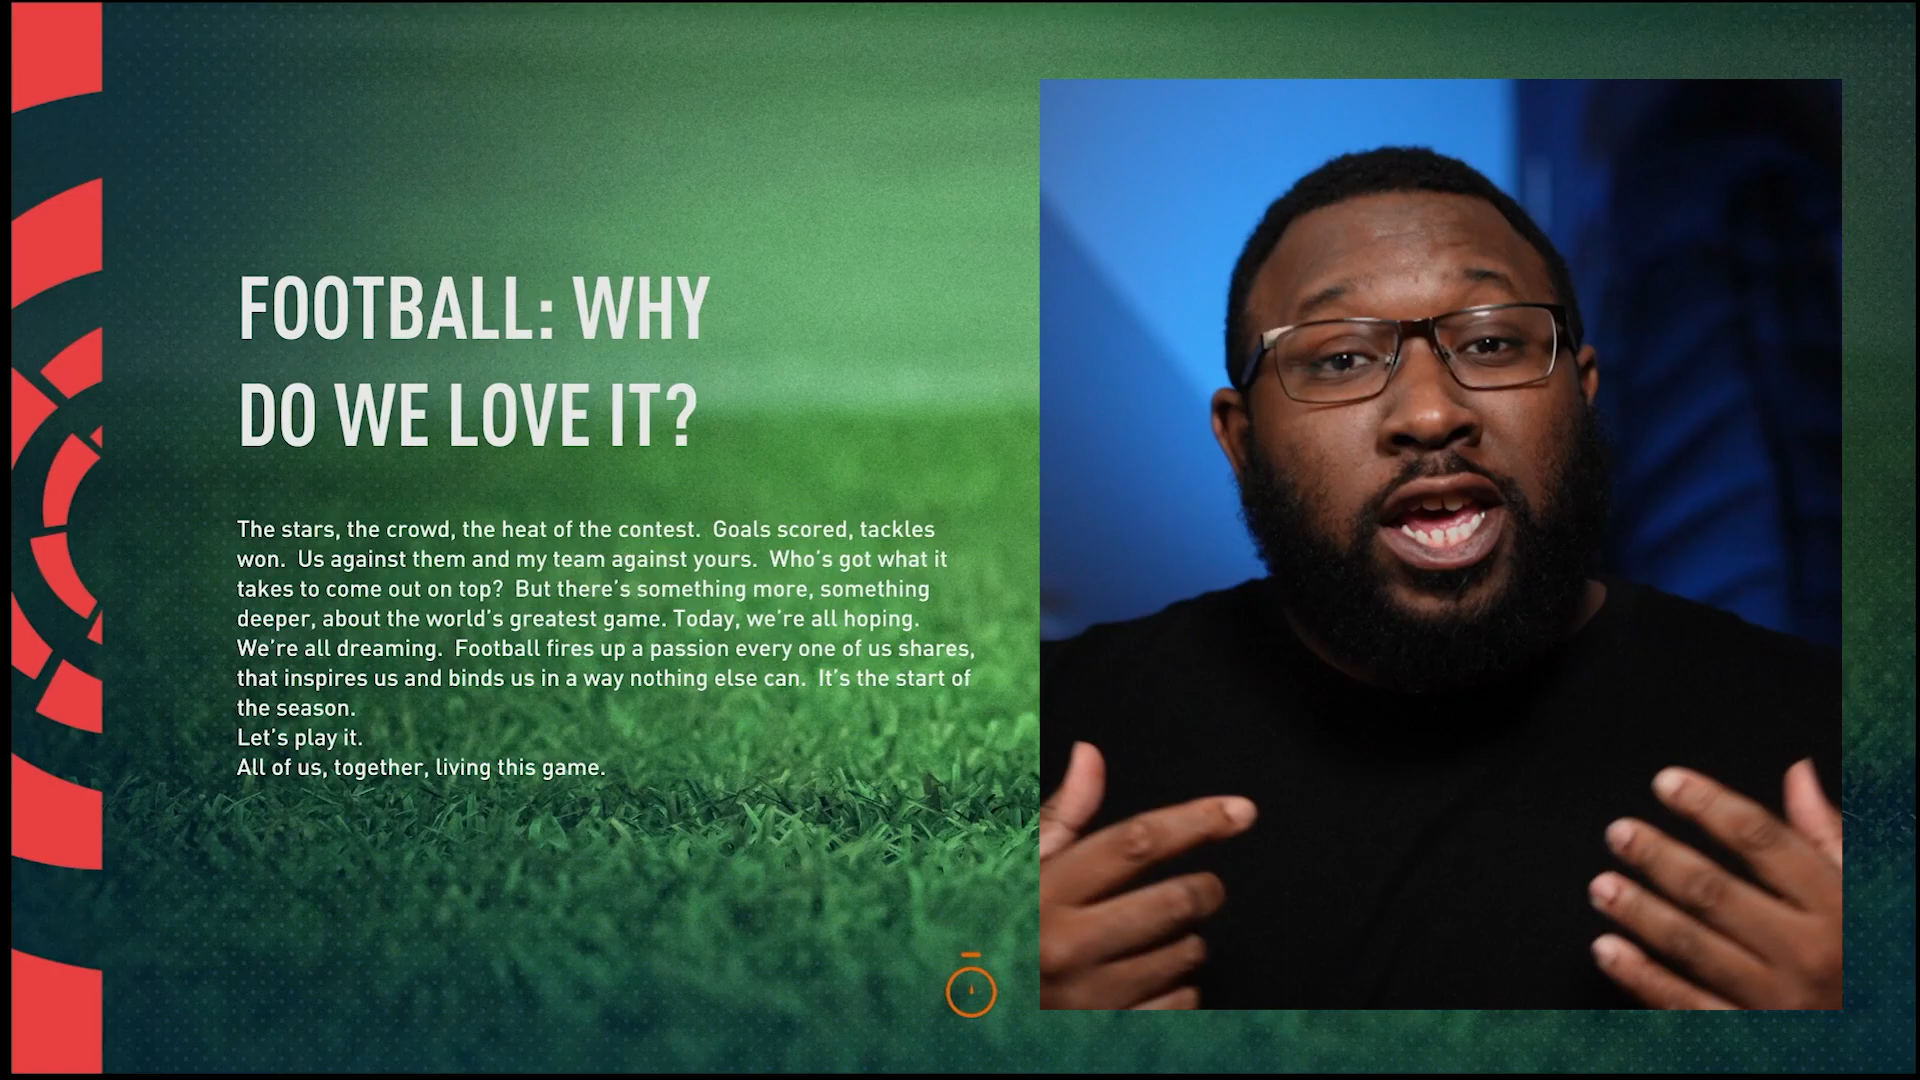 FOOTBALL: WHY
DO WE LOVE IT?
The stars, the crowd, the heat of the contest.  Goals scored, tackles
won.  Us against them and my team against yours.  Who's got what it
takes to come out on top?  But there's something more, something
deeper, about the world's greatest game. Today, we're all hoping.
We're all dreaming.  Football fires up a passion every one of us shares,
that inspires us and binds us in a way nothing else can.  It's the start of
the season.
Let's play it.
All of us, together, living this game.